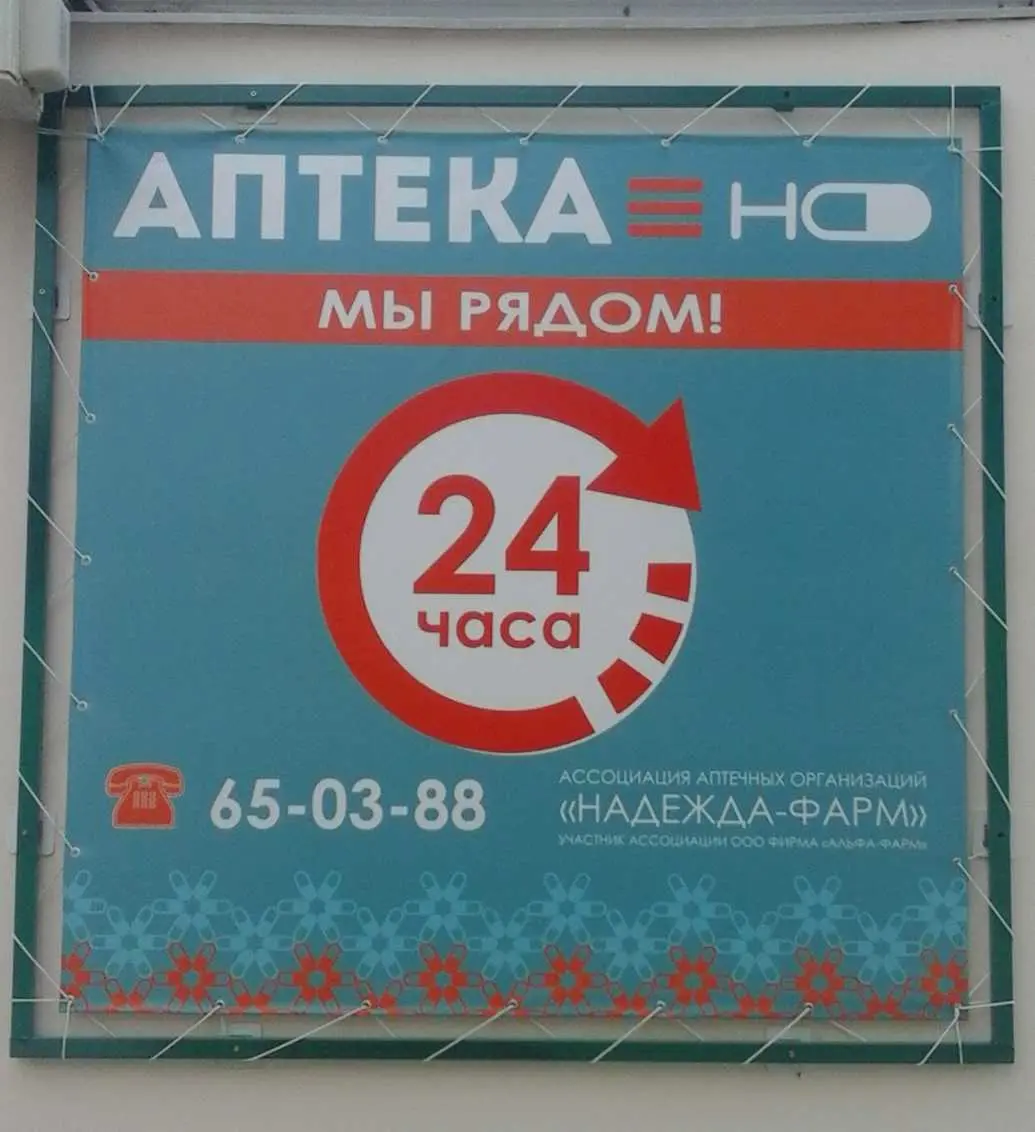 АПТЕКА
МЫ РЯДОМ!
24
часа
65-03-88
АССОЦИАЦИЯ АПТЕЧНЫХ ОРГАНИЗАЦИЙ
«НАДЕЖДА-ФАРМ»
УЧАСТНИК АССОЦИАЦИИ ООО ФИРМА «АЛЬФА-ФАРМ»